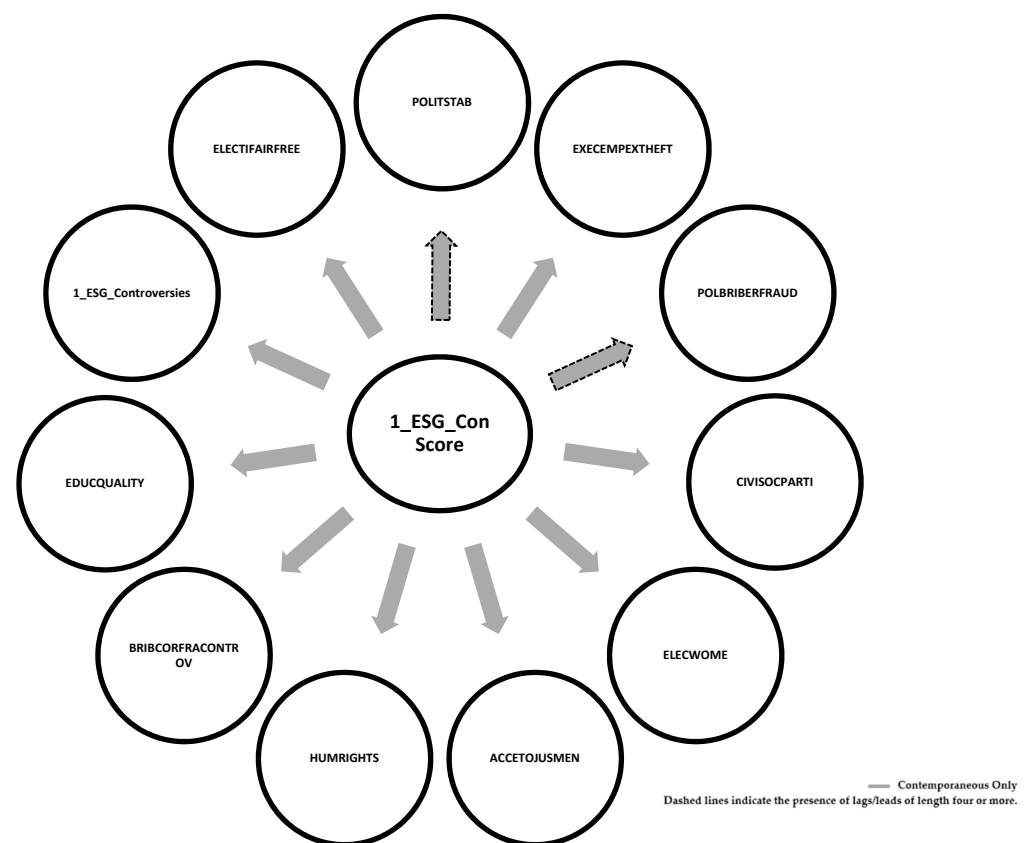 POLITSTAB
ELECTIFAIRFREE
EXECEMPEXTHEFT
1_ESG_Controversies
POLBRIBERFRAUD
1_ESG_Con
Score
EDUCQUALITY
CIVISOCPARTI
BRIBCORFRACONTR
OV
ELECWOME
HUMRIGHTS
ACCETOJUSMEN
Contemporaneous Only
Dashed lines indicate the presence of lags/leads of length four or more.